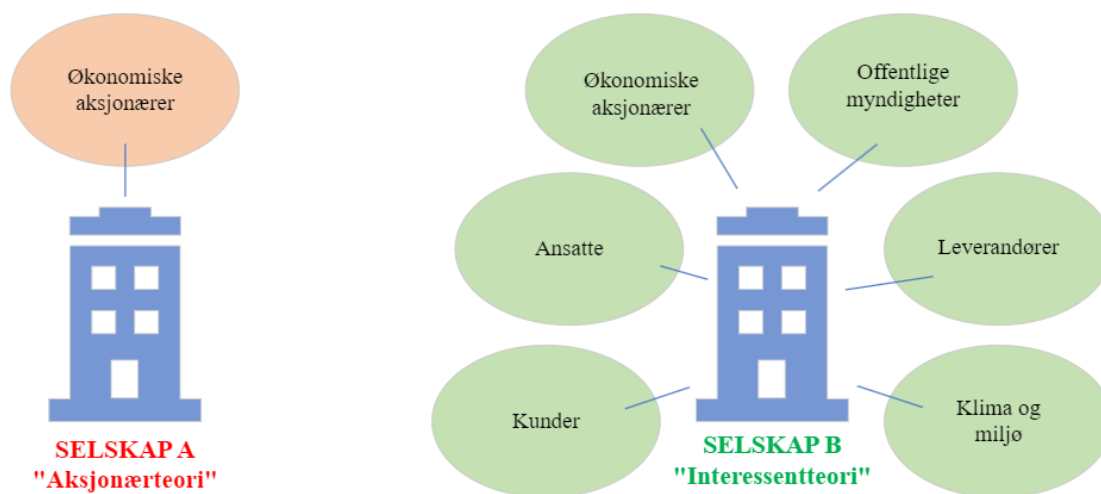 Økonomiske
aksjonærer
SELSKAP A
"Aksjonærteori"
Økonomiske
aksjonærer
Offentlige
myndigheter
Ansatte
Leverandører
Kunder
Klima og
miljø
SELSKAP B
"Interessentteori"